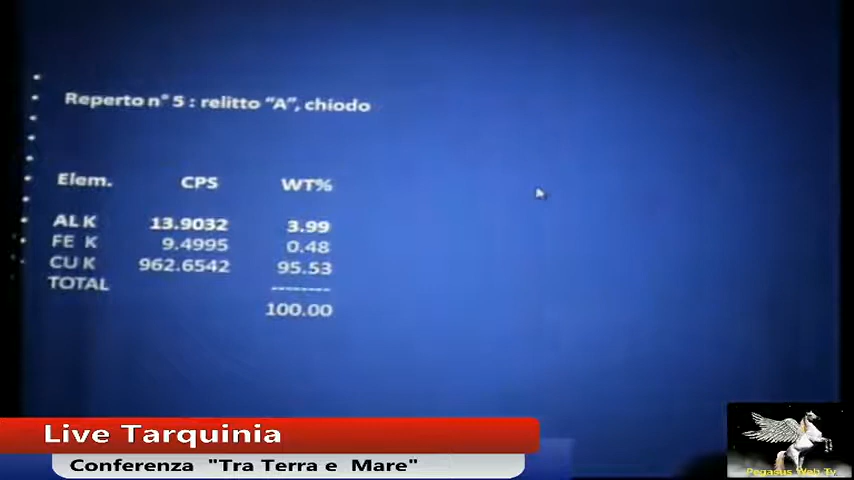 Reperto n° 5 : relitto "A", chiodo
Elem. CPS WT%
AL K 13.9032 3.99
FE K 9.4995 0.48
CU K 962.6542 95.53
TOTAL --------
100.00
Live Tarquinia
Conferenza "Tra Terra e Mare"
Pegasus Web Tv